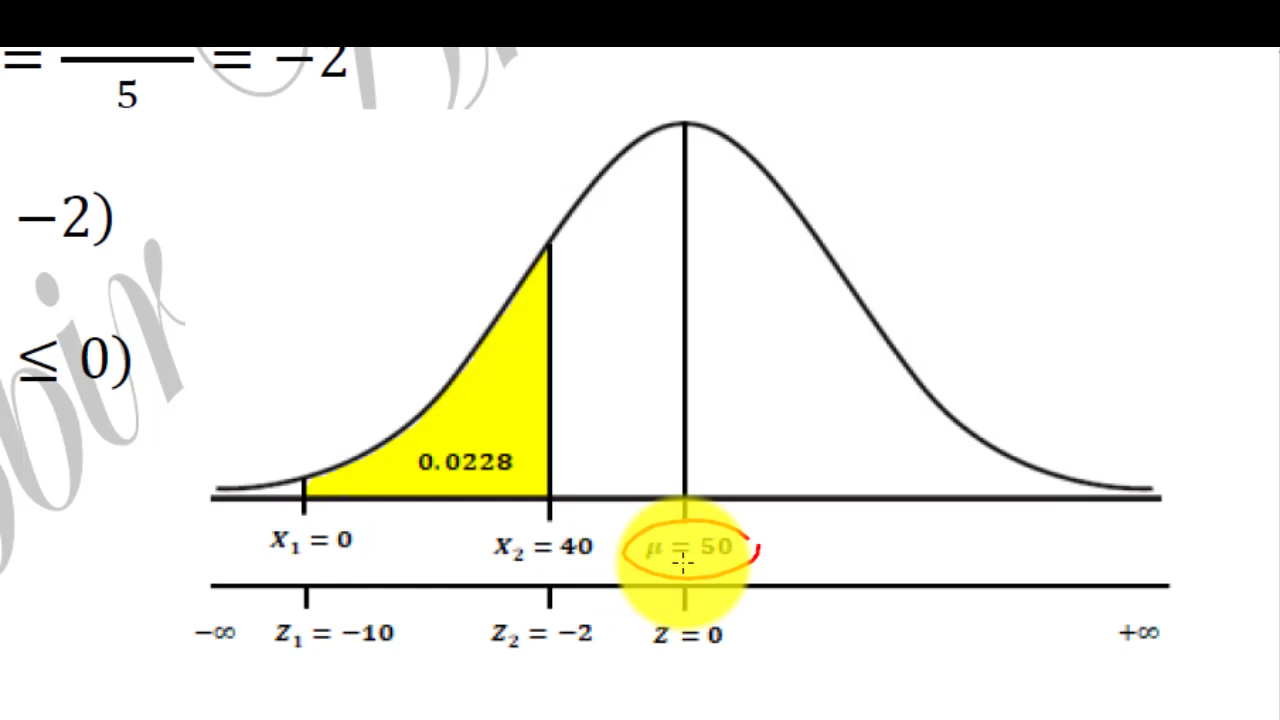 = — = −2
5
−2)
≤ 0)
0.0228
X₁ = 0 X₂ = 40 μ = 50
−∞ Z₁ = −10 Z₂ = −2 Z = 0 +∞